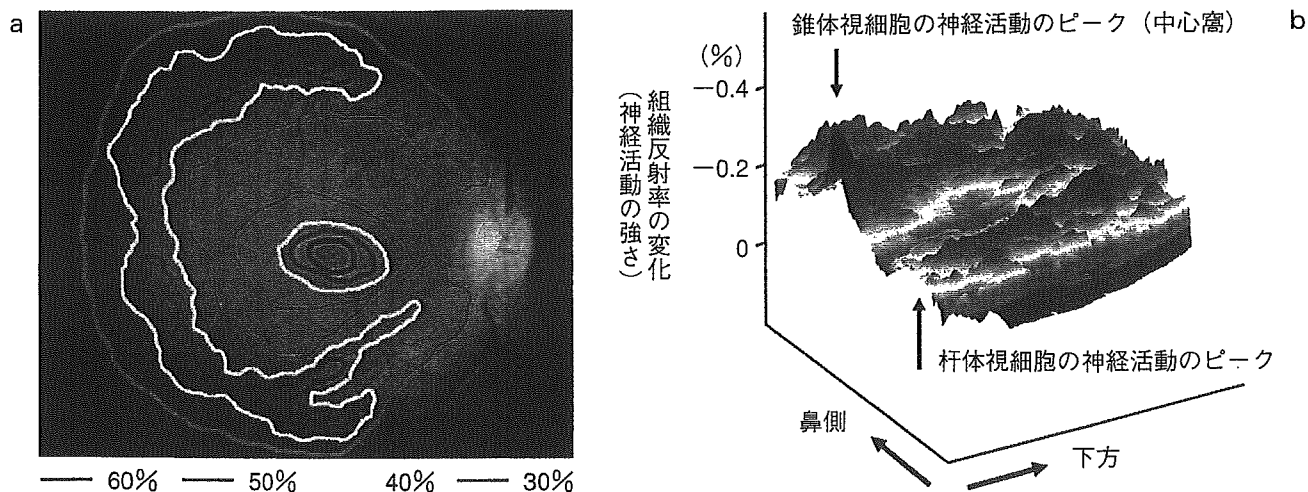 a
60% 50% 40% 30%
b
錐体視細胞の神経活動のピーク（中心窩）
(%)
−0.4
−0.2
0
組織反射率の変化
（神経活動の強さ）
杆体視細胞の神経活動のピーク
鼻側
下方